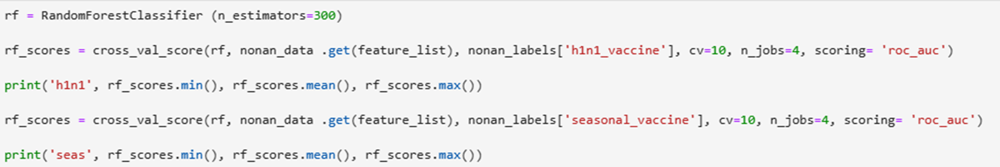 rf = RandomForestClassifier (n_estimators=300)
rf_scores = cross_val_score(rf, nonan_data .get(feature_list), nonan_labels['h1n1_vaccine'], cv=10, n_jobs=4, scoring= 'roc_auc')
print('h1n1', rf_scores.min(), rf_scores.mean(), rf_scores.max())
rf_scores = cross_val_score(rf, nonan_data .get(feature_list), nonan_labels['seasonal_vaccine'], cv=10, n_jobs=4, scoring= 'roc_auc')
print('seas', rf_scores.min(), rf_scores.mean(), rf_scores.max())